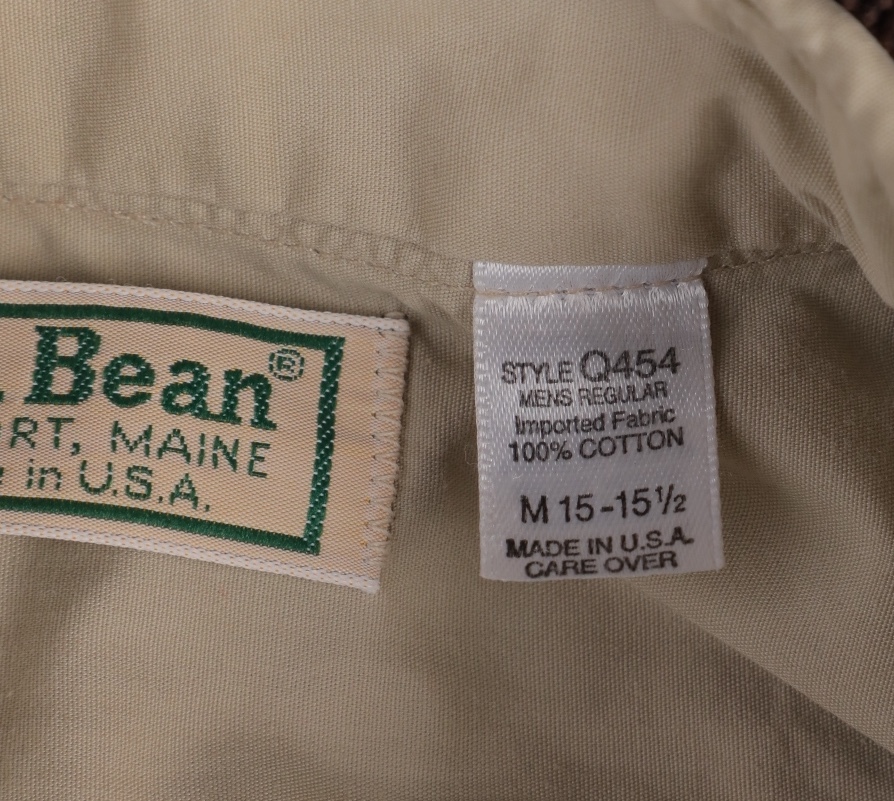 . Bean®
RT, MAINE
in U.S.A.
STYLE Q454
MENS REGULAR
Imported Fabric
100% COTTON
M 15-15½
MADE IN U.S.A.
CARE OVER